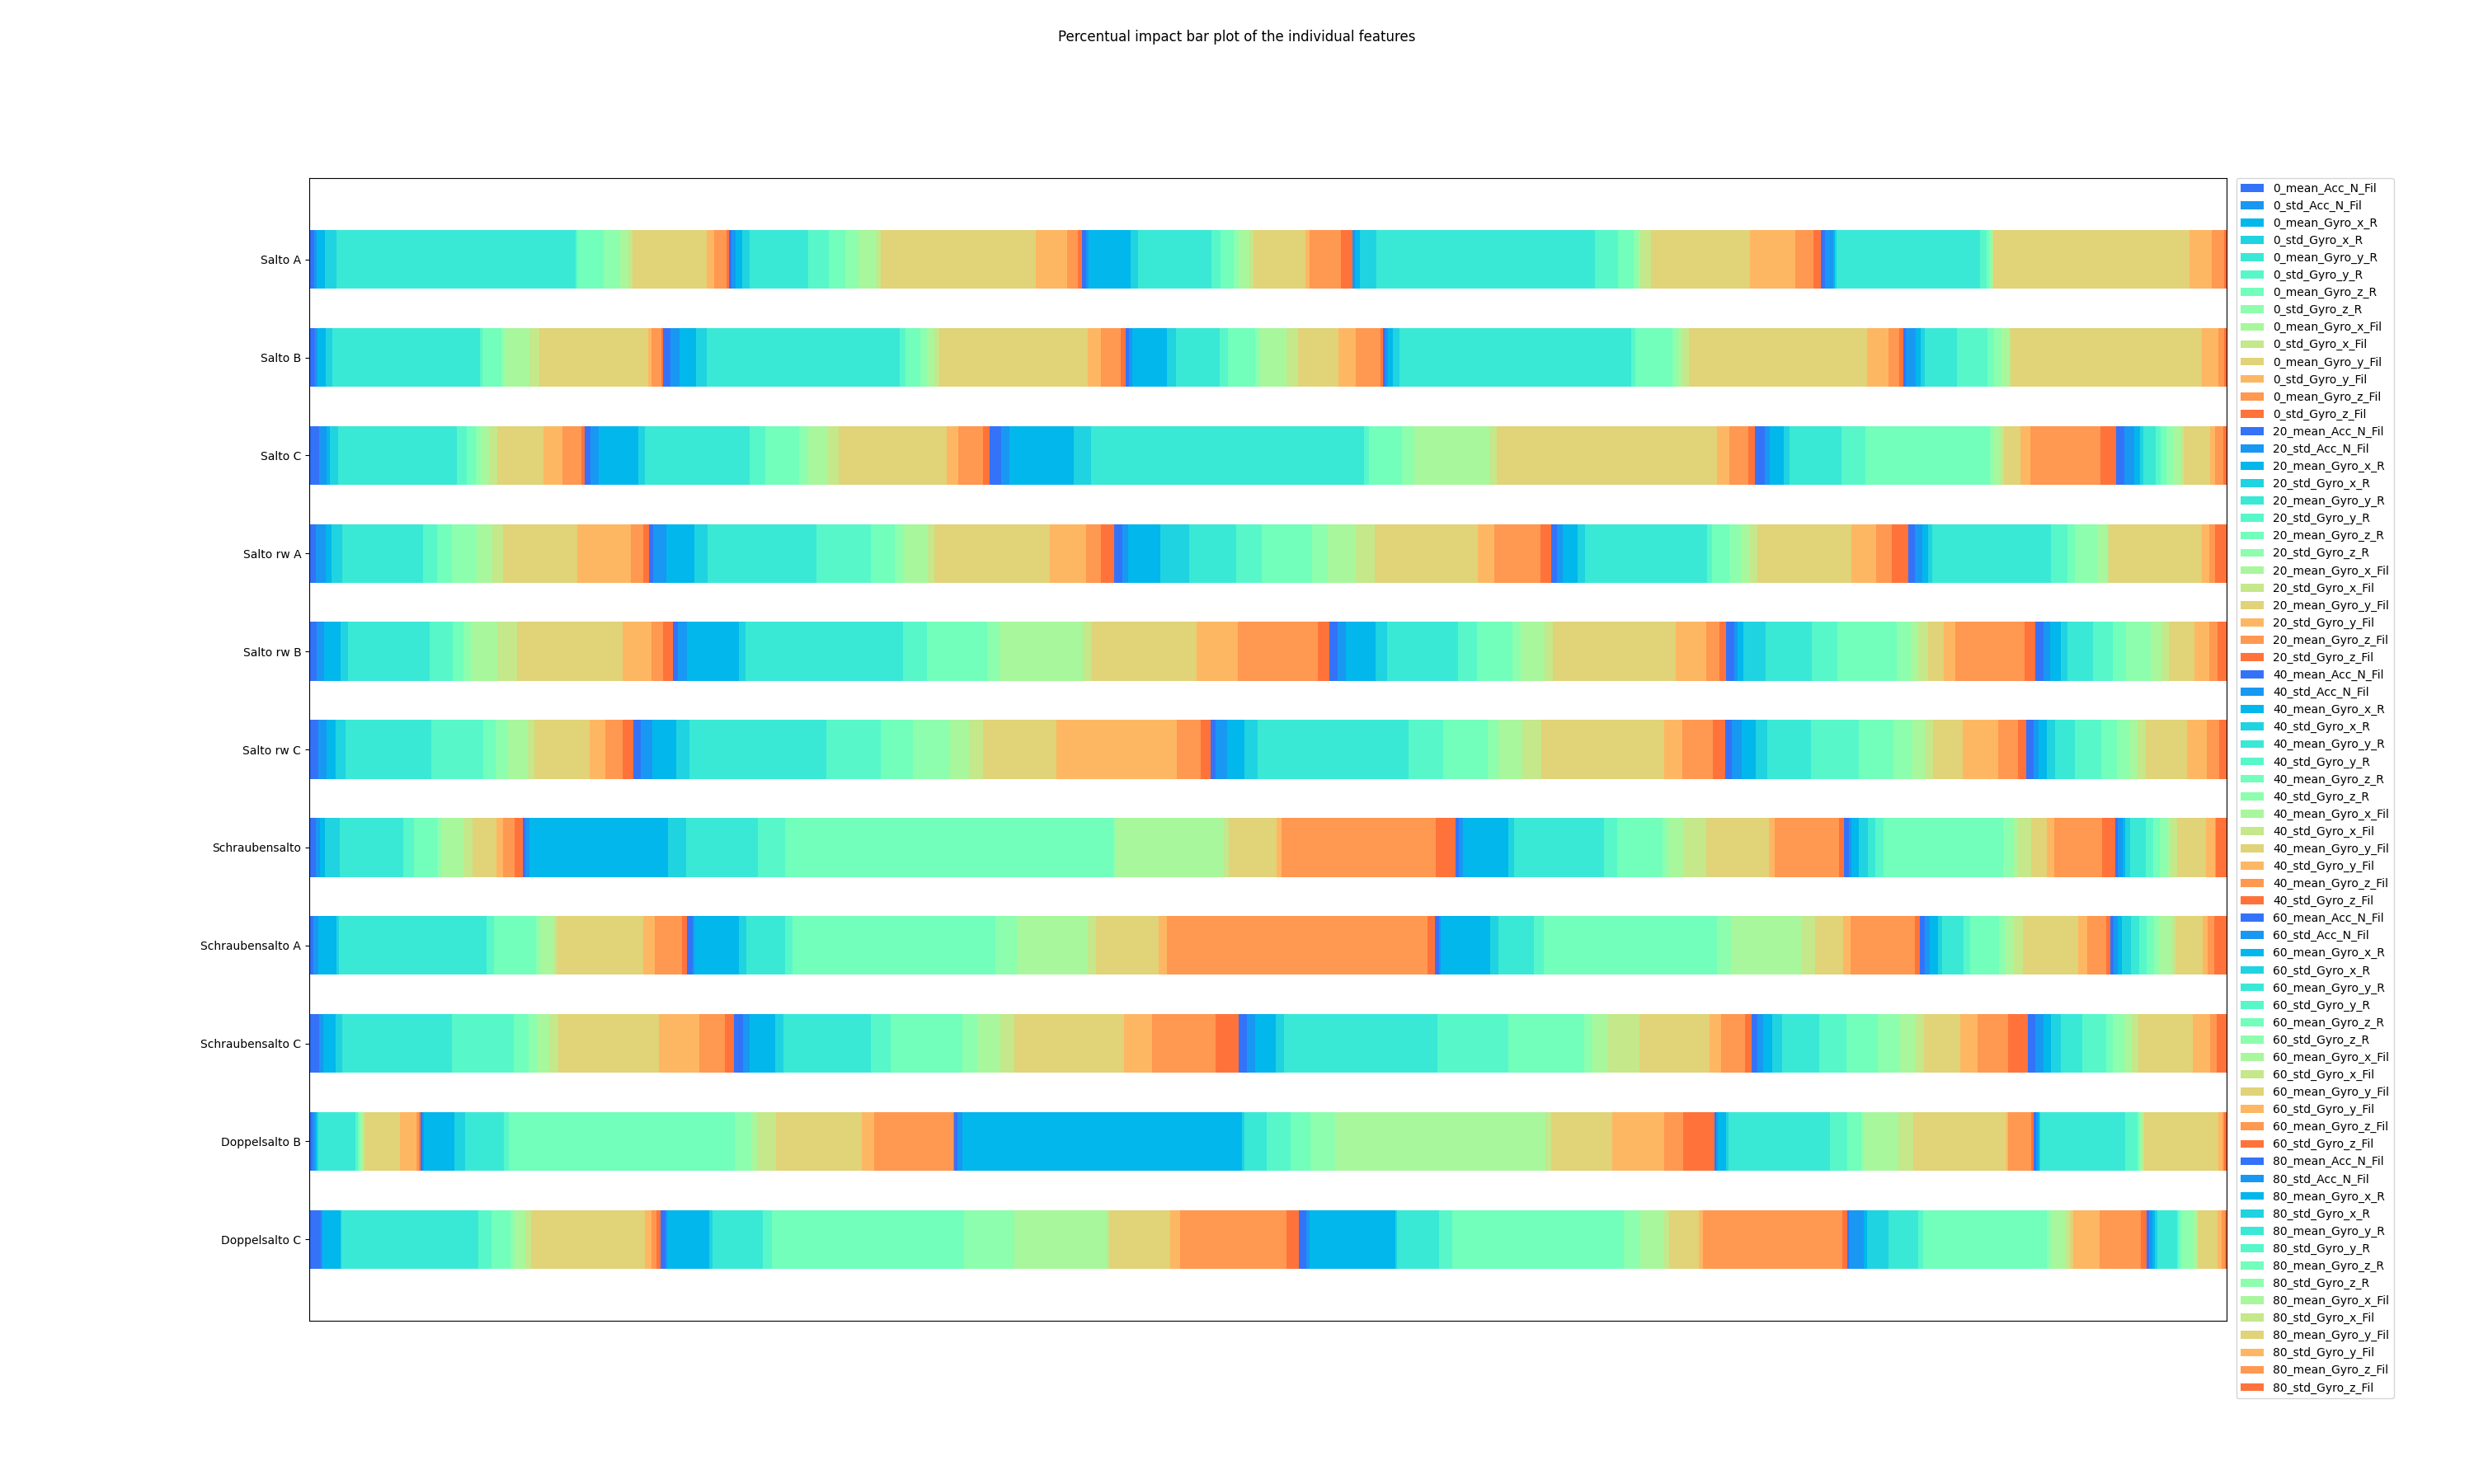 Percentual impact bar plot of the individual features
Salto A
Salto B
Salto C
Salto rw A
Salto rw B
Salto rw C
Schraubensalto
Schraubensalto A
Schraubensalto C
Doppelsalto B
Doppelsalto C
0_mean_Acc_N_Fil
0_std_Acc_N_Fil
0_mean_Gyro_x_R
0_std_Gyro_x_R
0_mean_Gyro_y_R
0_std_Gyro_y_R
0_mean_Gyro_z_R
0_std_Gyro_z_R
0_mean_Gyro_x_Fil
0_std_Gyro_x_Fil
0_mean_Gyro_y_Fil
0_std_Gyro_y_Fil
0_mean_Gyro_z_Fil
0_std_Gyro_z_Fil
20_mean_Acc_N_Fil
20_std_Acc_N_Fil
20_mean_Gyro_x_R
20_std_Gyro_x_R
20_mean_Gyro_y_R
20_std_Gyro_y_R
20_mean_Gyro_z_R
20_std_Gyro_z_R
20_mean_Gyro_x_Fil
20_std_Gyro_x_Fil
20_mean_Gyro_y_Fil
20_std_Gyro_y_Fil
20_mean_Gyro_z_Fil
20_std_Gyro_z_Fil
40_mean_Acc_N_Fil
40_std_Acc_N_Fil
40_mean_Gyro_x_R
40_std_Gyro_x_R
40_mean_Gyro_y_R
40_std_Gyro_y_R
40_mean_Gyro_z_R
40_std_Gyro_z_R
40_mean_Gyro_x_Fil
40_std_Gyro_x_Fil
40_mean_Gyro_y_Fil
40_std_Gyro_y_Fil
40_mean_Gyro_z_Fil
40_std_Gyro_z_Fil
60_mean_Acc_N_Fil
60_std_Acc_N_Fil
60_mean_Gyro_x_R
60_std_Gyro_x_R
60_mean_Gyro_y_R
60_std_Gyro_y_R
60_mean_Gyro_z_R
60_std_Gyro_z_R
60_mean_Gyro_x_Fil
60_std_Gyro_x_Fil
60_mean_Gyro_y_Fil
60_std_Gyro_y_Fil
60_mean_Gyro_z_Fil
60_std_Gyro_z_Fil
80_mean_Acc_N_Fil
80_std_Acc_N_Fil
80_mean_Gyro_x_R
80_std_Gyro_x_R
80_mean_Gyro_y_R
80_std_Gyro_y_R
80_mean_Gyro_z_R
80_std_Gyro_z_R
80_mean_Gyro_x_Fil
80_std_Gyro_x_Fil
80_mean_Gyro_y_Fil
80_std_Gyro_y_Fil
80_mean_Gyro_z_Fil
80_std_Gyro_z_Fil